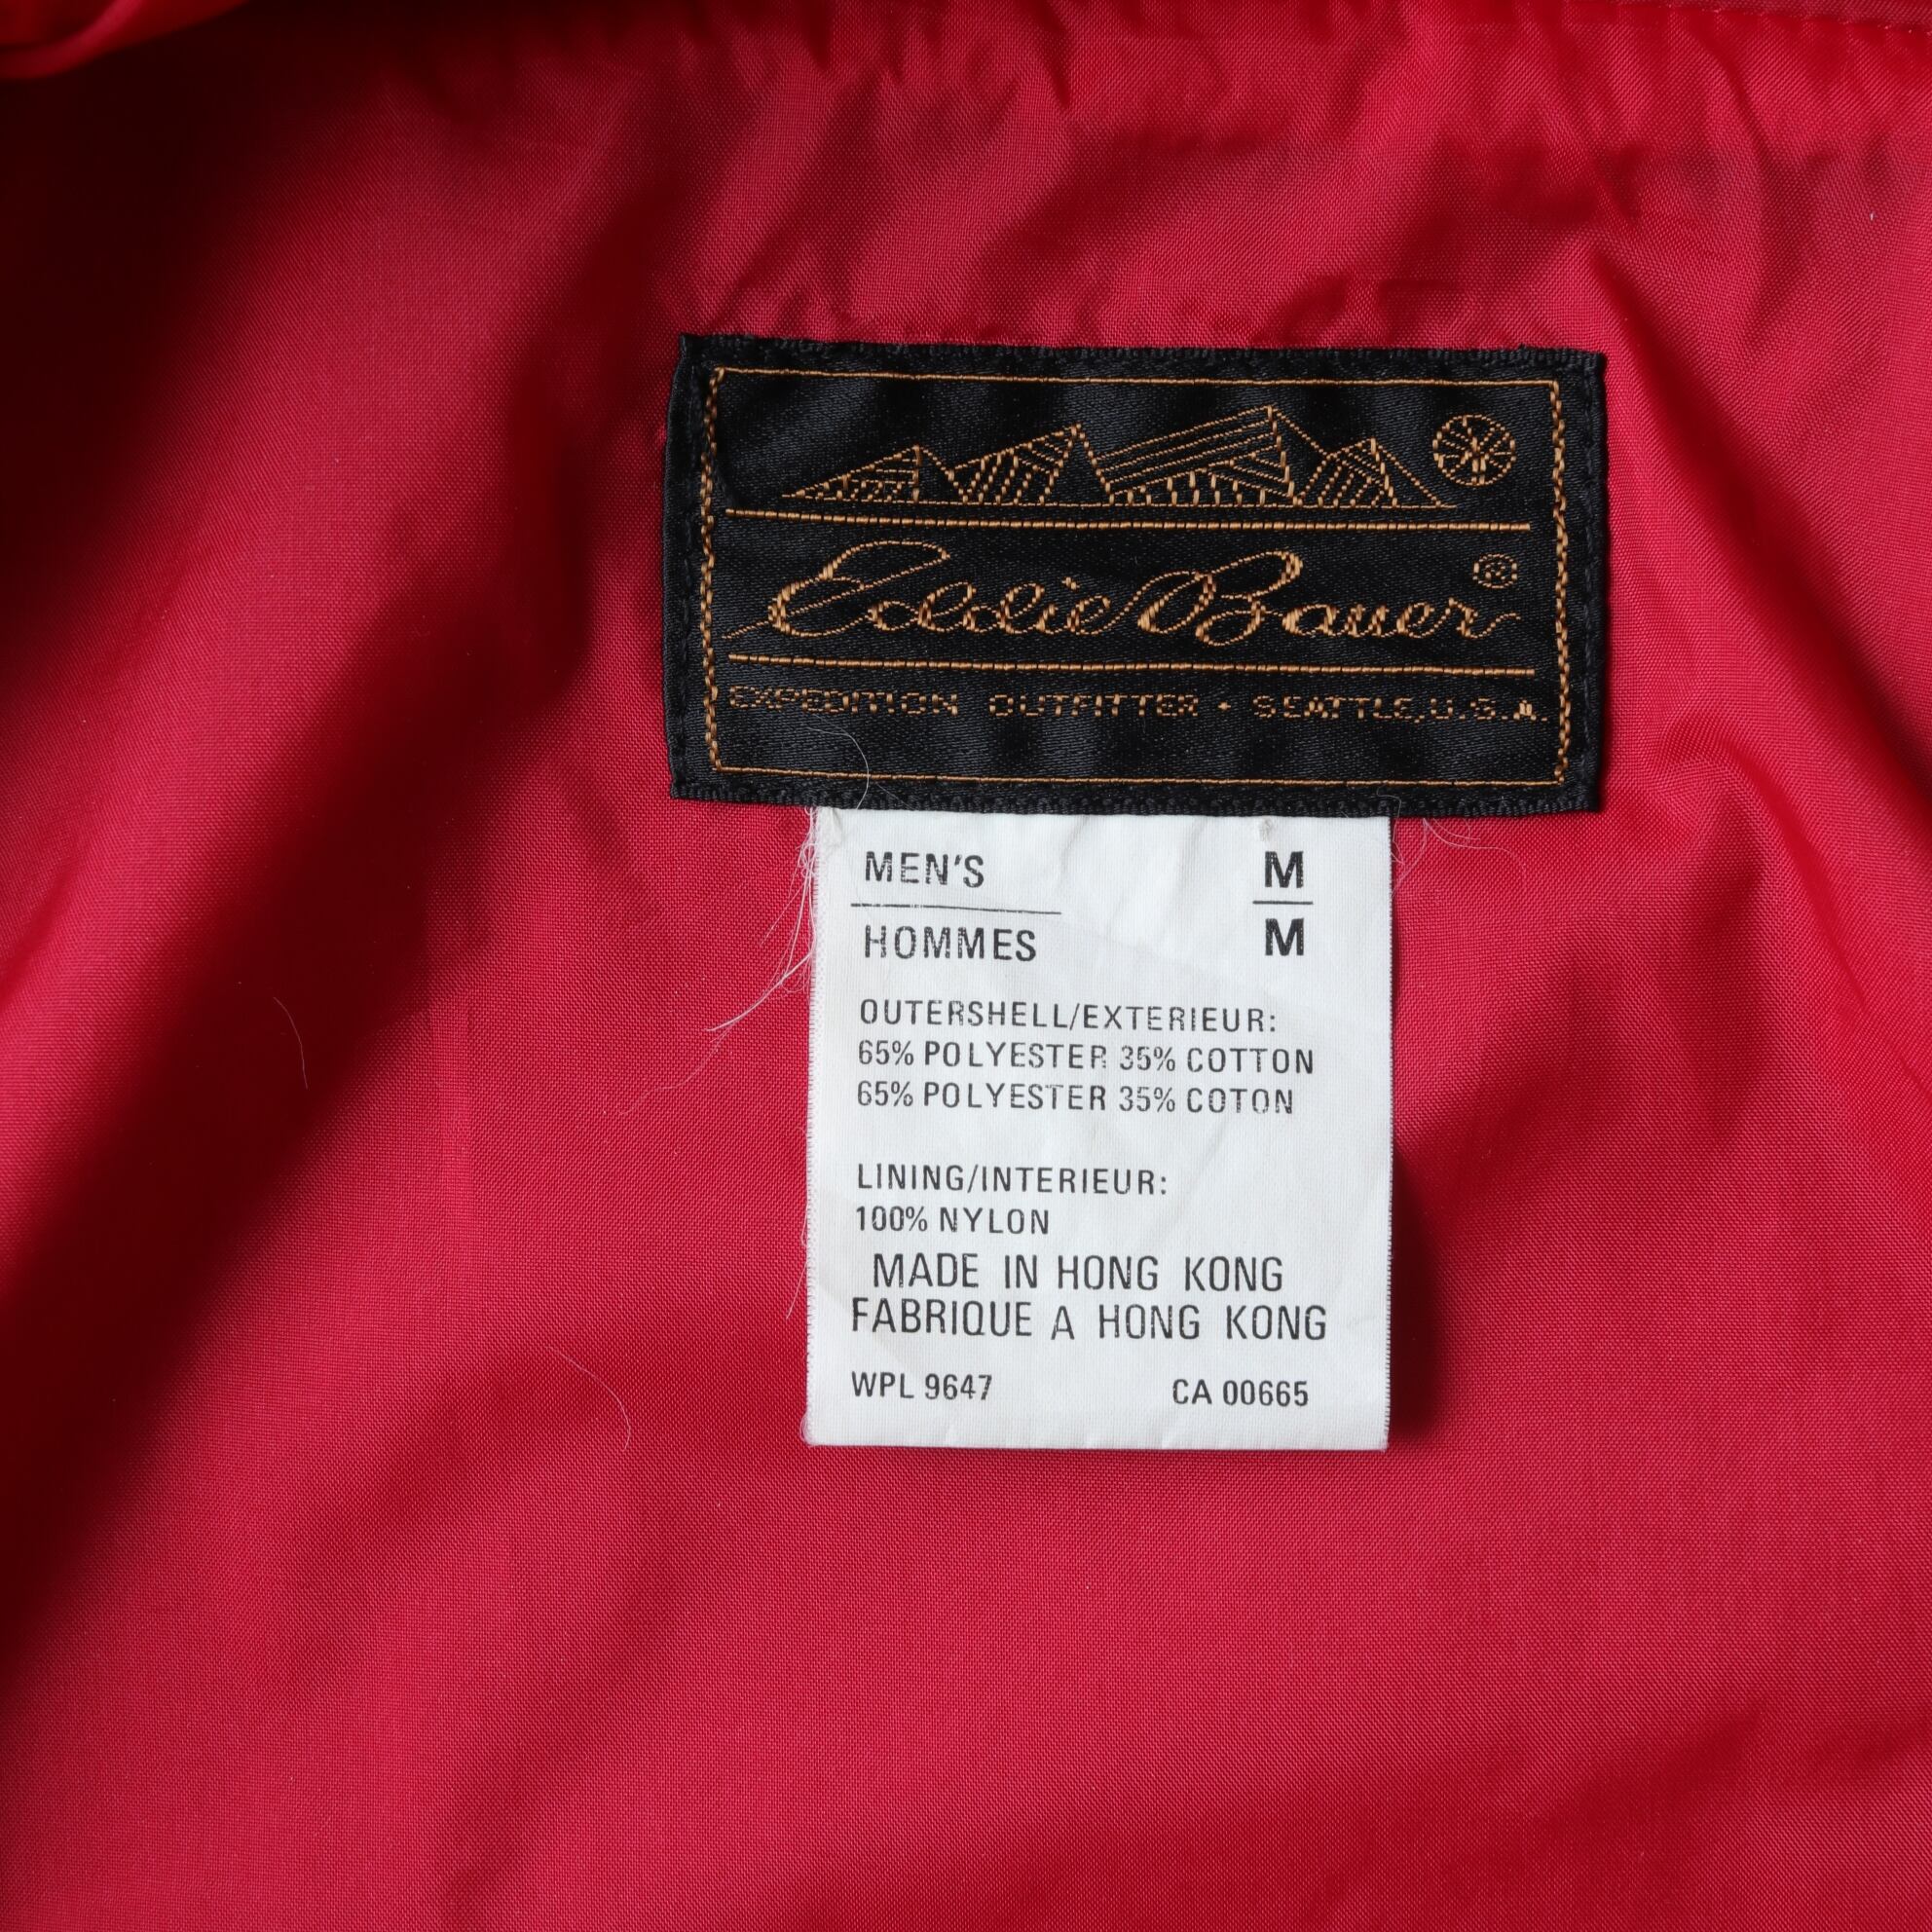 Eddie Bauer®
EXPEDITION OUTFITTER • SEATTLE, U.S.A.
MEN'S M
HOMMES M
OUTERSHELL/EXTERIEUR:
65% POLYESTER 35% COTTON
65% POLYESTER 35% COTON
LINING/INTERIEUR:
100% NYLON
MADE IN HONG KONG
FABRIQUE A HONG KONG
WPL 9647 CA 00665